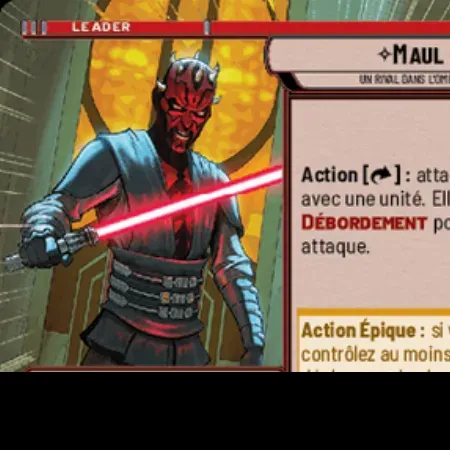 LEADER
MAUL
UN RIVAL DANS L'OM
Action [ ] : atta
avec une unité. Ell
DÉBORDEMENT po
attaque.
Action Épique : si v
contrôlez au moins